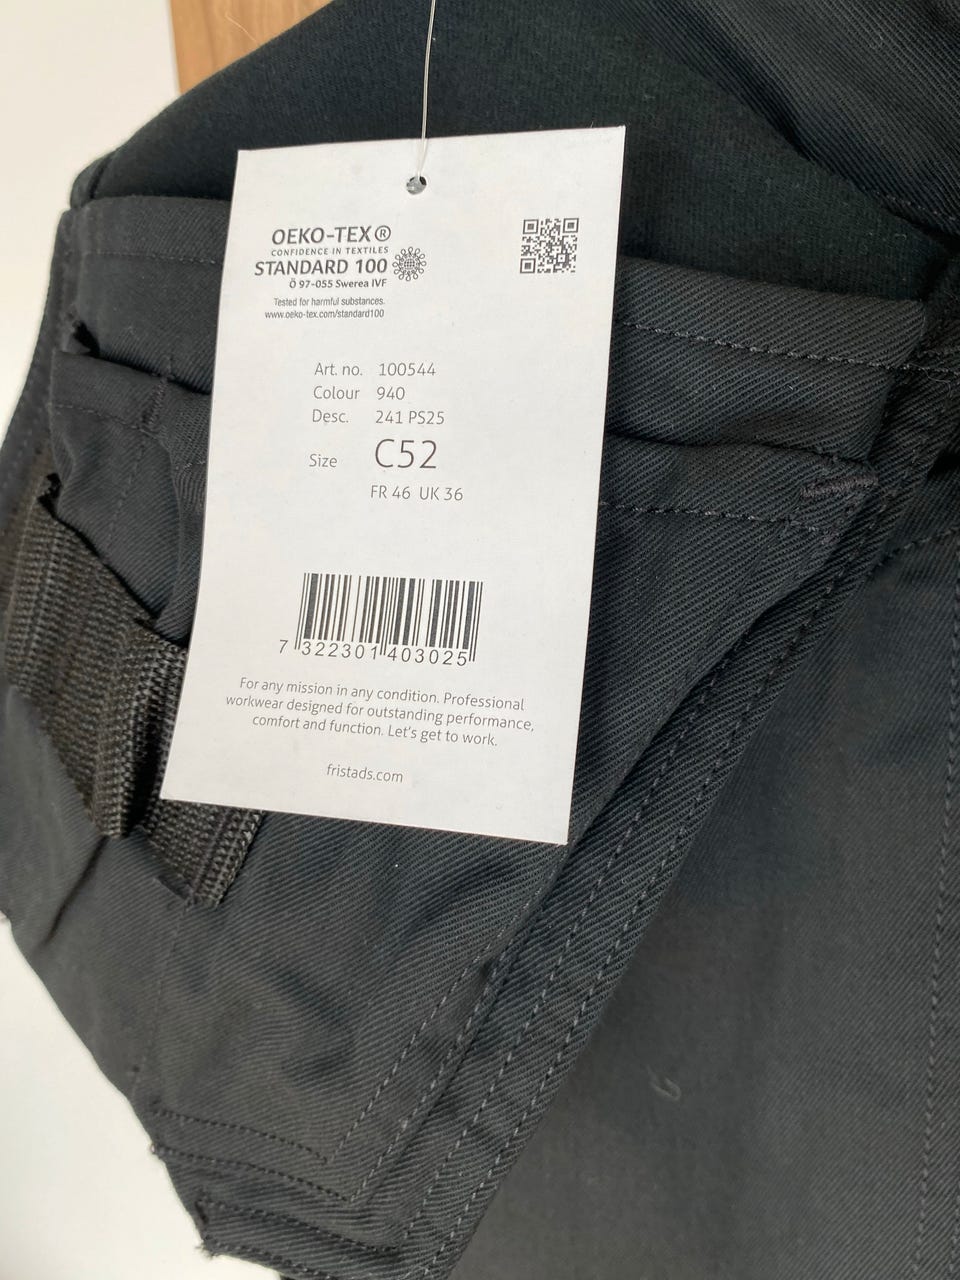 OEKO-TEX®
CONFIDENCE IN TEXTILES
STANDARD 100
Ö 97-055 Swerea IVF
Tested for harmful substances.
www.oeko-tex.com/standard100
Art. no. 100544
Colour 940
Desc. 241 PS25
Size C52
FR 46 UK 36
7 322301 403025
For any mission in any condition. Professional
workwear designed for outstanding performance,
comfort and function. Let's get to work.
fristads.com